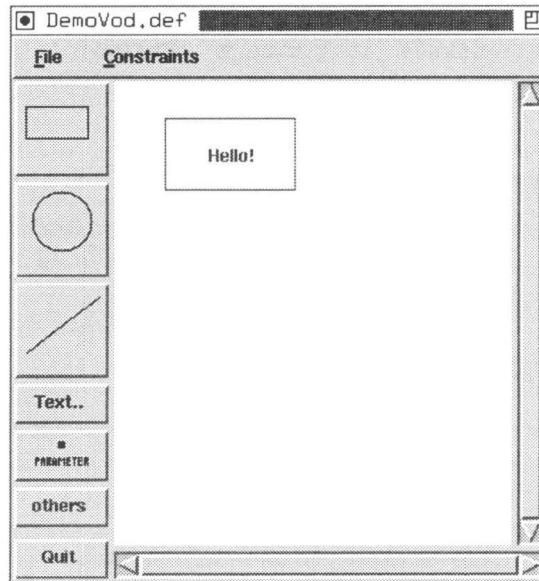 DemoVod.def
File Constraints
Hello!
Text..
PARAMETER
others
Quit